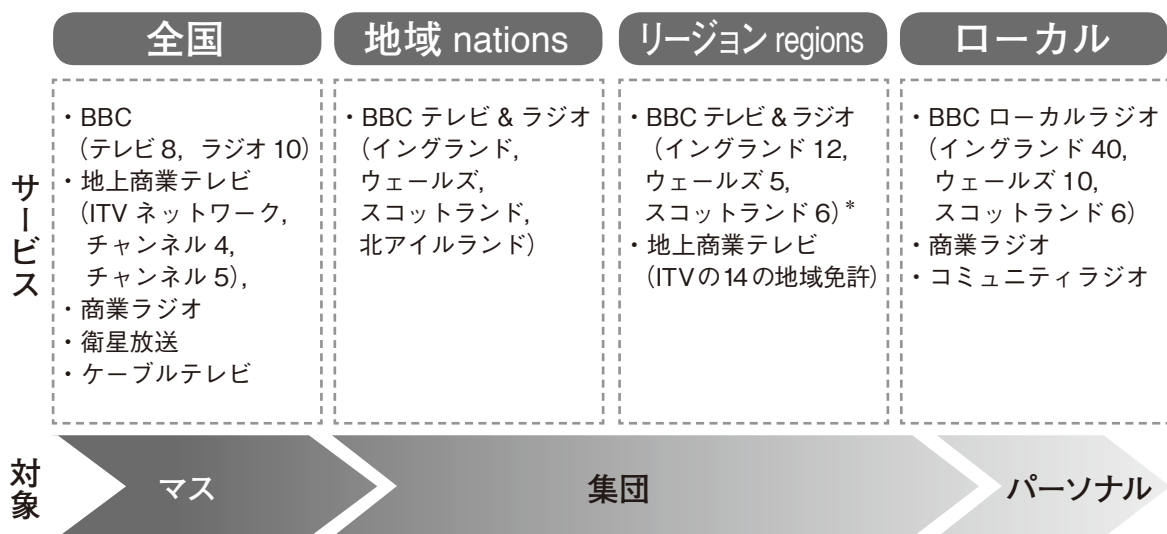 全国
地域 nations
リージョン regions
ローカル
サービス
・BBC
（テレビ 8, ラジオ 10）
・地上商業テレビ
（ITV ネットワーク,
チャンネル 4,
チャンネル 5）,
・商業ラジオ
・衛星放送
・ケーブルテレビ
・BBC テレビ & ラジオ
（イングランド,
ウェールズ,
スコットランド,
北アイルランド）
・BBC テレビ & ラジオ
（イングランド 12,
ウェールズ 5,
スコットランド 6）*
・地上商業テレビ
（ITVの14の地域免許）
・BBC ローカルラジオ
（イングランド 40,
ウェールズ 10,
スコットランド 6）
・商業ラジオ
・コミュニティラジオ
対象
マス
集団
パーソナル